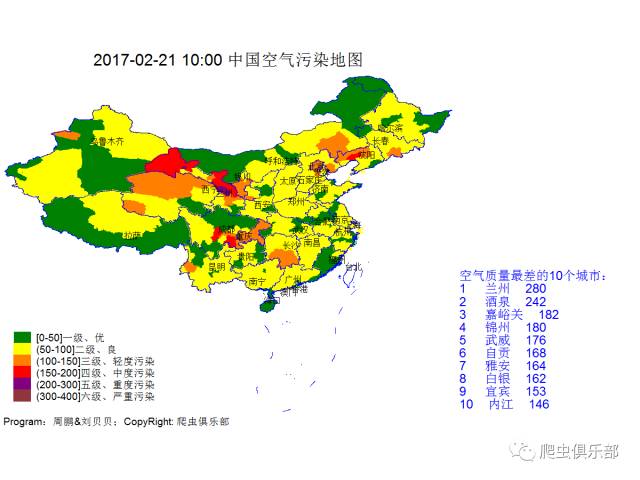 2017-02-21 10:00 中国空气污染地图
哈尔滨
长春
乌鲁木齐
沈阳
呼和浩特
北京
银川
太原
石家庄
济南
西宁
兰州
郑州
西安
拉萨
成都
重庆
武汉
合肥
南京
上海
杭州
长沙
南昌
贵阳
福州
昆明
台北
南宁
广州
澳门
香港
海口
空气质量最差的10个城市：
1 兰州 280
2 酒泉 242
3 嘉峪关 182
4 锦州 180
5 武威 176
6 自贡 168
7 雅安 164
8 白银 162
9 宜宾 153
10 内江 146
[0-50]一级、优
(50-100]二级、良
(100-150]三级、轻度污染
(150-200]四级、中度污染
(200-300]五级、重度污染
(300-400]六级、严重污染
Program：周鹏&刘贝贝；CopyRight: 爬虫俱乐部
爬虫俱乐部